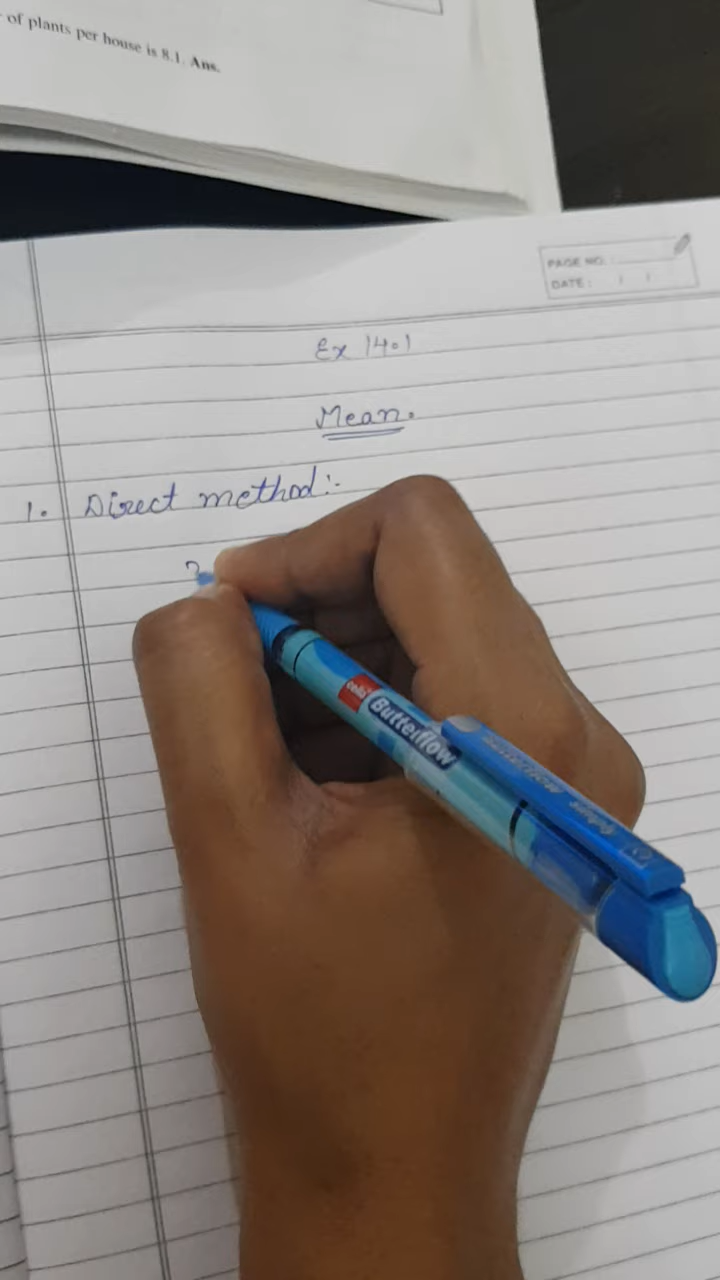 of plants per house is 8.1. Ans.
PAGE NO. :
DATE : / /
Ex 14.1
Mean.
1. Direct method:-
cello
Butterflow